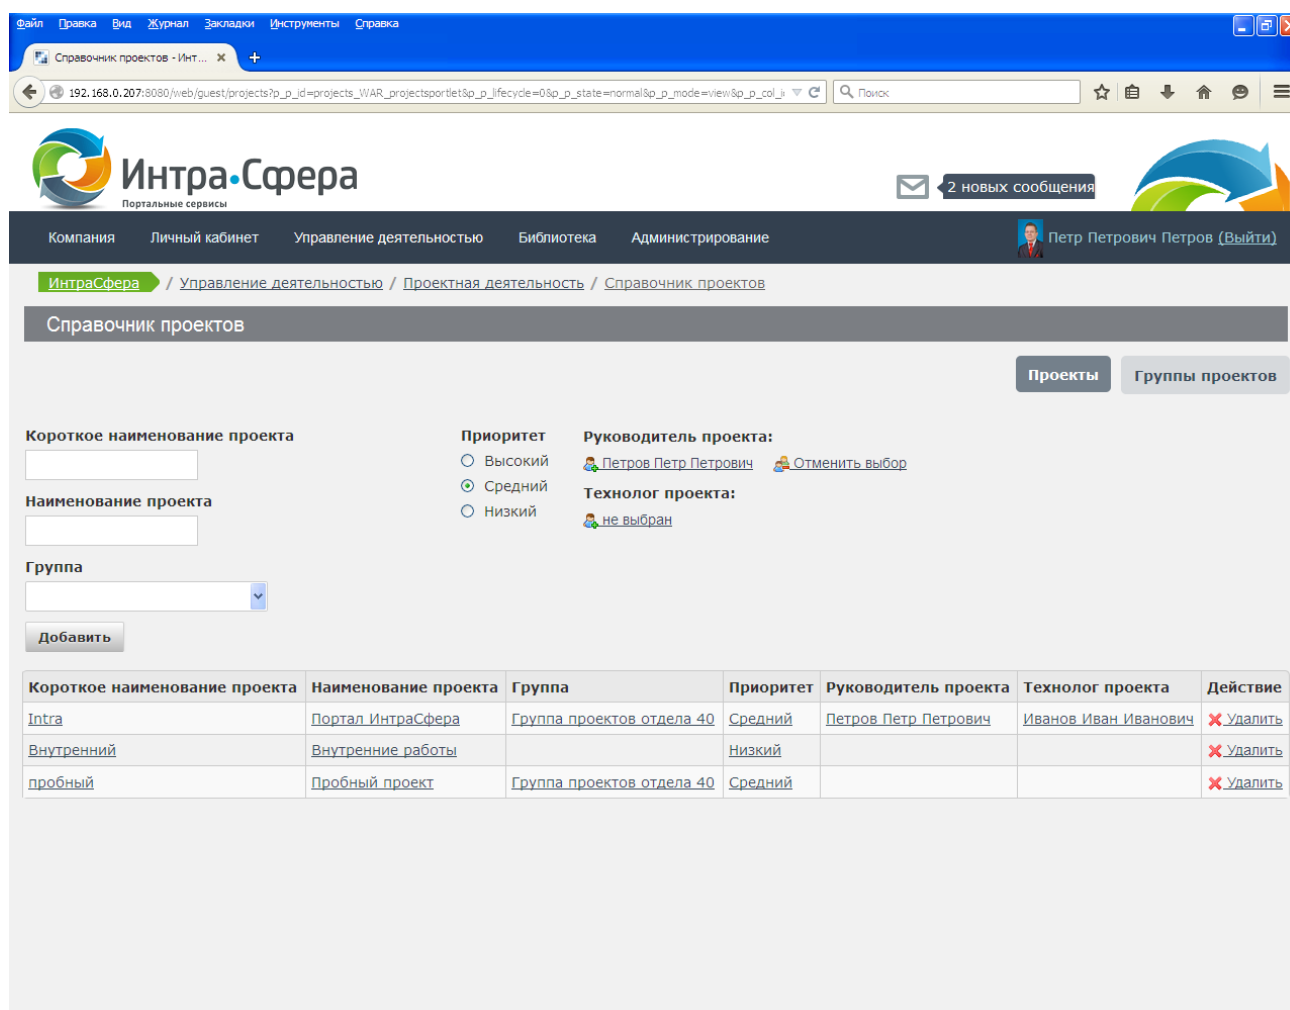 Файл Правка Вид Журнал Закладки Инструменты Справка
Справочник проектов - Инт...
192.168.0.207:8080/web/guest/projects?p_p_id=projects_WAR_projectsportlet&p_p_lifecycle=0&p_p_state=normal&p_p_mode=view&p_p_col_i Поиск
Интра•Сфера
Портальные сервисы
2 новых сообщения
Компания Личный кабинет Управление деятельностью Библиотека Администрирование Петр Петрович Петров (Выйти)
ИнтраСфера / Управление деятельностью / Проектная деятельность / Справочник проектов
Справочник проектов
Проекты Группы проектов
Короткое наименование проекта Приоритет Руководитель проекта:
Высокий Петров Петр Петрович Отменить выбор
Средний
Наименование проекта Технолог проекта:
Низкий не выбран
Группа
Добавить
Короткое наименование проекта Наименование проекта Группа Приоритет Руководитель проекта Технолог проекта Действие
Intra Портал ИнтраСфера Группа проектов отдела 40 Средний Петров Петр Петрович Иванов Иван Иванович Удалить
Внутренний Внутренние работы Низкий Удалить
пробный Пробный проект Группа проектов отдела 40 Средний Удалить